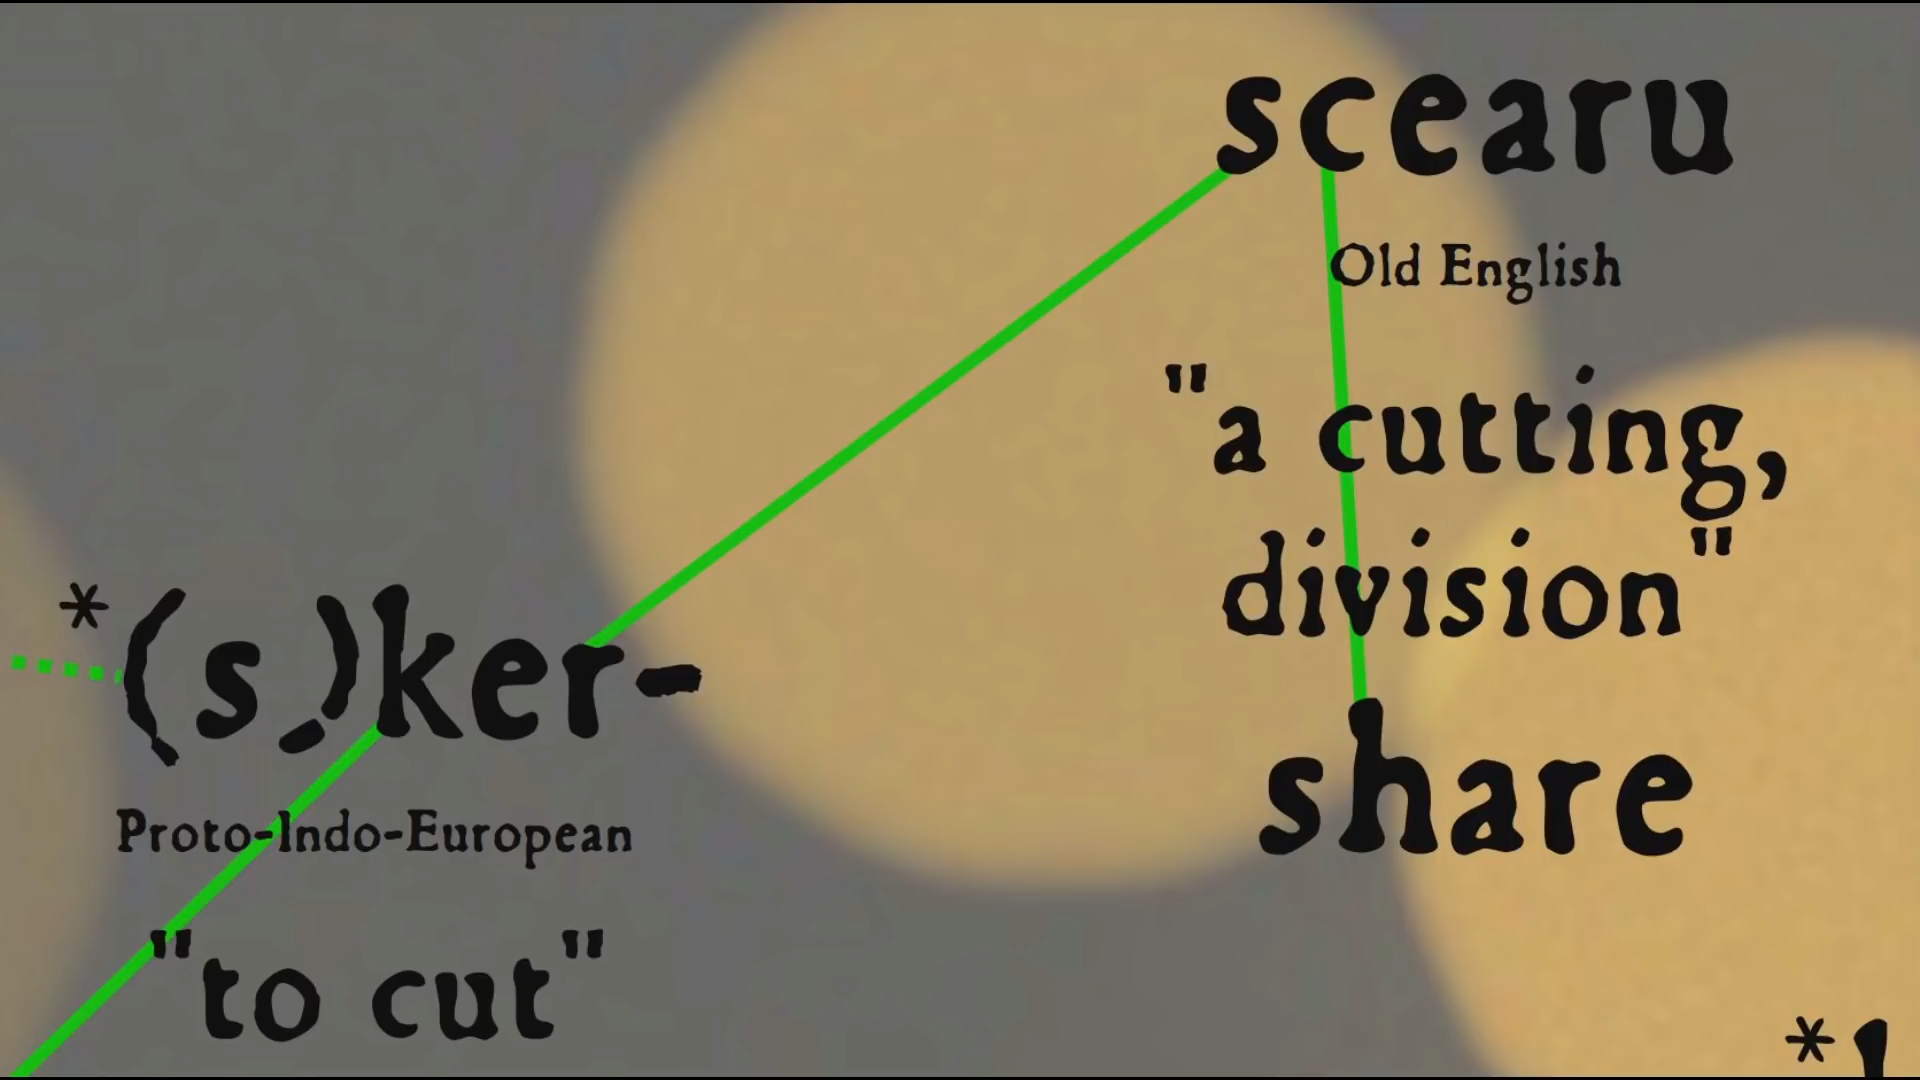 scearu
Old English
"a cutting,
division"
share
*(s)ker-
Proto-Indo-European
"to cut"